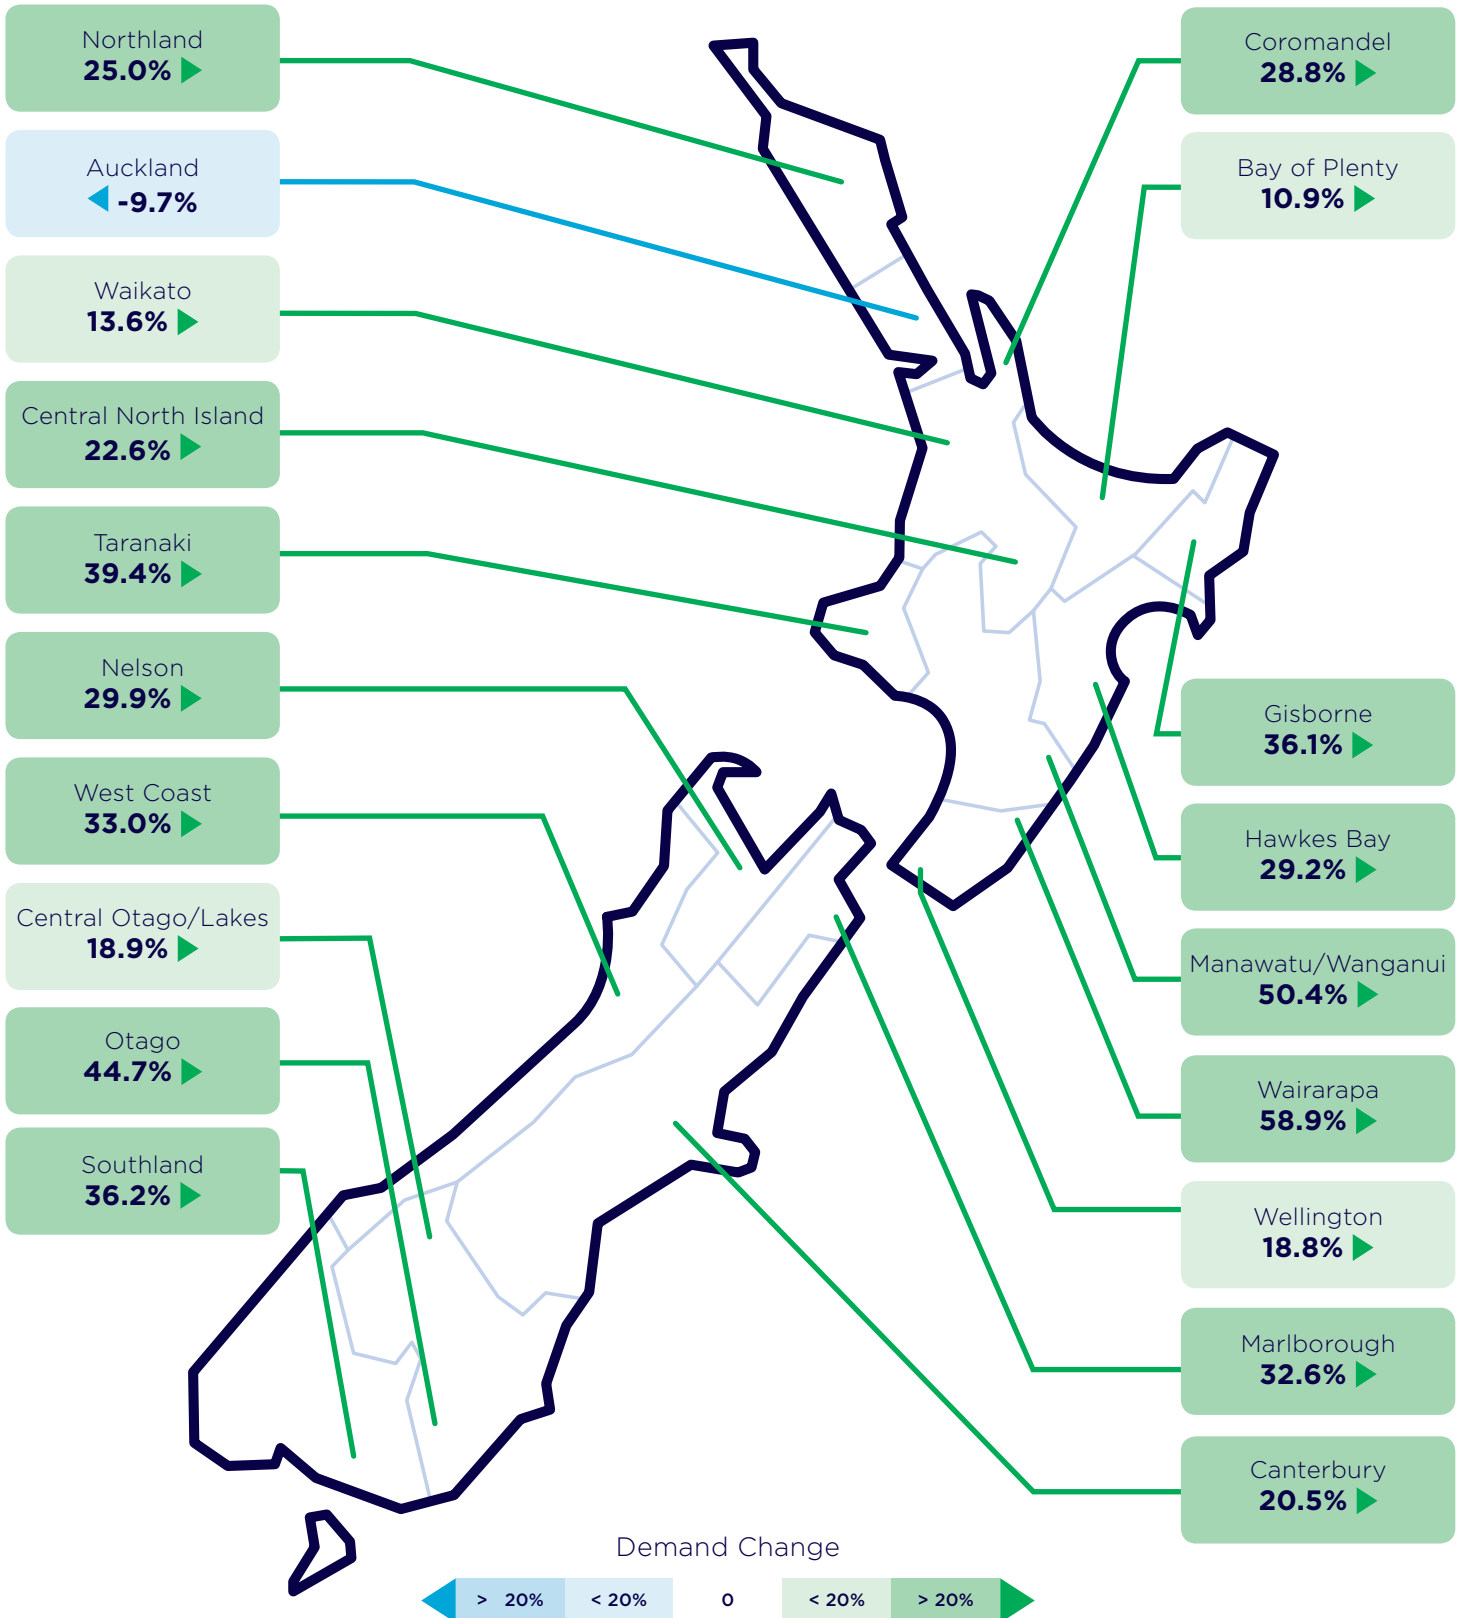 Northland
25.0%
Auckland
-9.7%
Waikato
13.6%
Central North Island
22.6%
Taranaki
39.4%
Nelson
29.9%
West Coast
33.0%
Central Otago/Lakes
18.9%
Otago
44.7%
Southland
36.2%
Coromandel
28.8%
Bay of Plenty
10.9%
Gisborne
36.1%
Hawkes Bay
29.2%
Manawatu/Wanganui
50.4%
Wairarapa
58.9%
Wellington
18.8%
Marlborough
32.6%
Canterbury
20.5%
Demand Change
> 20% < 20% 0 < 20% > 20%